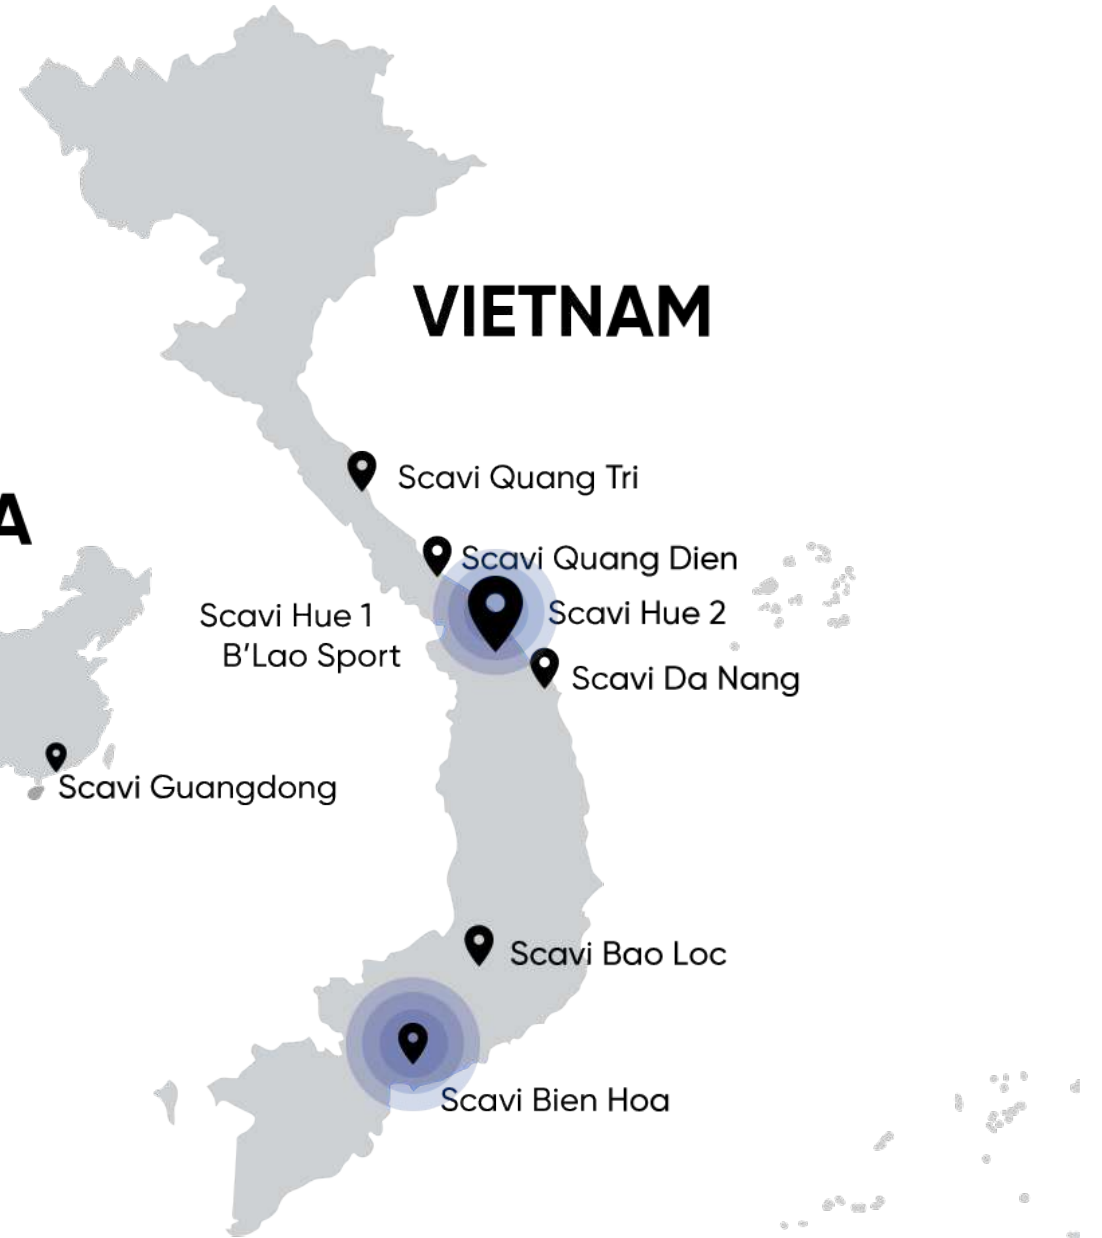 VIETNAM
Scavi Quang Tri
A
Scavi Quang Dien
Scavi Hue 1
Scavi Hue 2
B’Lao Sport
Scavi Da Nang
Scavi Guangdong
Scavi Bao Loc
Scavi Bien Hoa